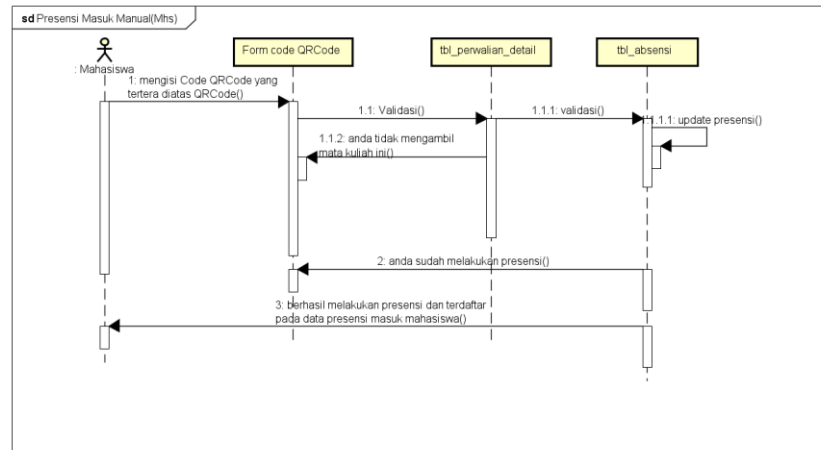 sd Presensi Masuk Manual(Mhs)
: Mahasiswa
Form code QRCode
tbl_perwalian_detail
tbl_absensi
1: mengisi Code QRCode yang
tertera diatas QRCode()
1.1: Validasi()
1.1.1: validasi()
1.1.1: update presensi()
1.1.2: anda tidak mengambil
mata kuliah ini()
2: anda sudah melakukan presensi()
3: berhasil melakukan presensi dan terdaftar
pada data presensi masuk mahasiswa()